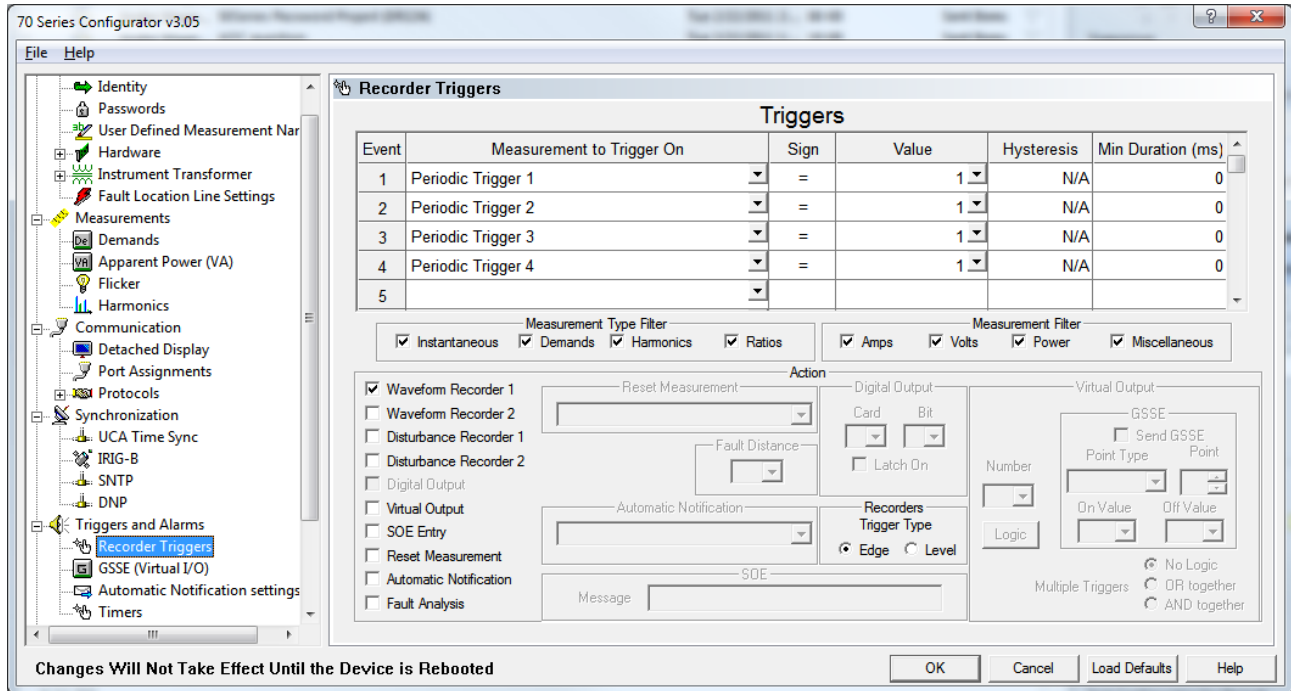 70 Series Configurator v3.05
File Help
Identity
Passwords
User Defined Measurement Nar
Hardware
Instrument Transformer
Fault Location Line Settings
Measurements
De Demands
VA Apparent Power (VA)
Flicker
Harmonics
Communication
Detached Display
Port Assignments
Protocols
Synchronization
UCA Time Sync
IRIG-B
SNTP
DNP
Triggers and Alarms
Recorder Triggers
G GSSE (Virtual I/O)
Automatic Notification settings
Timers
Recorder Triggers
Triggers
Event Measurement to Trigger On Sign Value Hysteresis Min Duration (ms)
1 Periodic Trigger 1 = 1 N/A 0
2 Periodic Trigger 2 = 1 N/A 0
3 Periodic Trigger 3 = 1 N/A 0
4 Periodic Trigger 4 = 1 N/A 0
5
Measurement Type Filter
Instantaneous Demands Harmonics Ratios
Measurement Filter
Amps Volts Power Miscellaneous
Action
Waveform Recorder 1
Waveform Recorder 2
Disturbance Recorder 1
Disturbance Recorder 2
Digital Output
Virtual Output
SOE Entry
Reset Measurement
Automatic Notification
Fault Analysis
Reset Measurement
Fault Distance
Automatic Notification
SOE
Message
Digital Output
Card Bit
Latch On
Recorders
Trigger Type
Edge Level
Virtual Output
Number
Logic
GSSE
Send GSSE
Point Type Point
On Value Off Value
Multiple Triggers
No Logic
OR together
AND together
Changes Will Not Take Effect Until the Device is Rebooted
OK Cancel Load Defaults Help